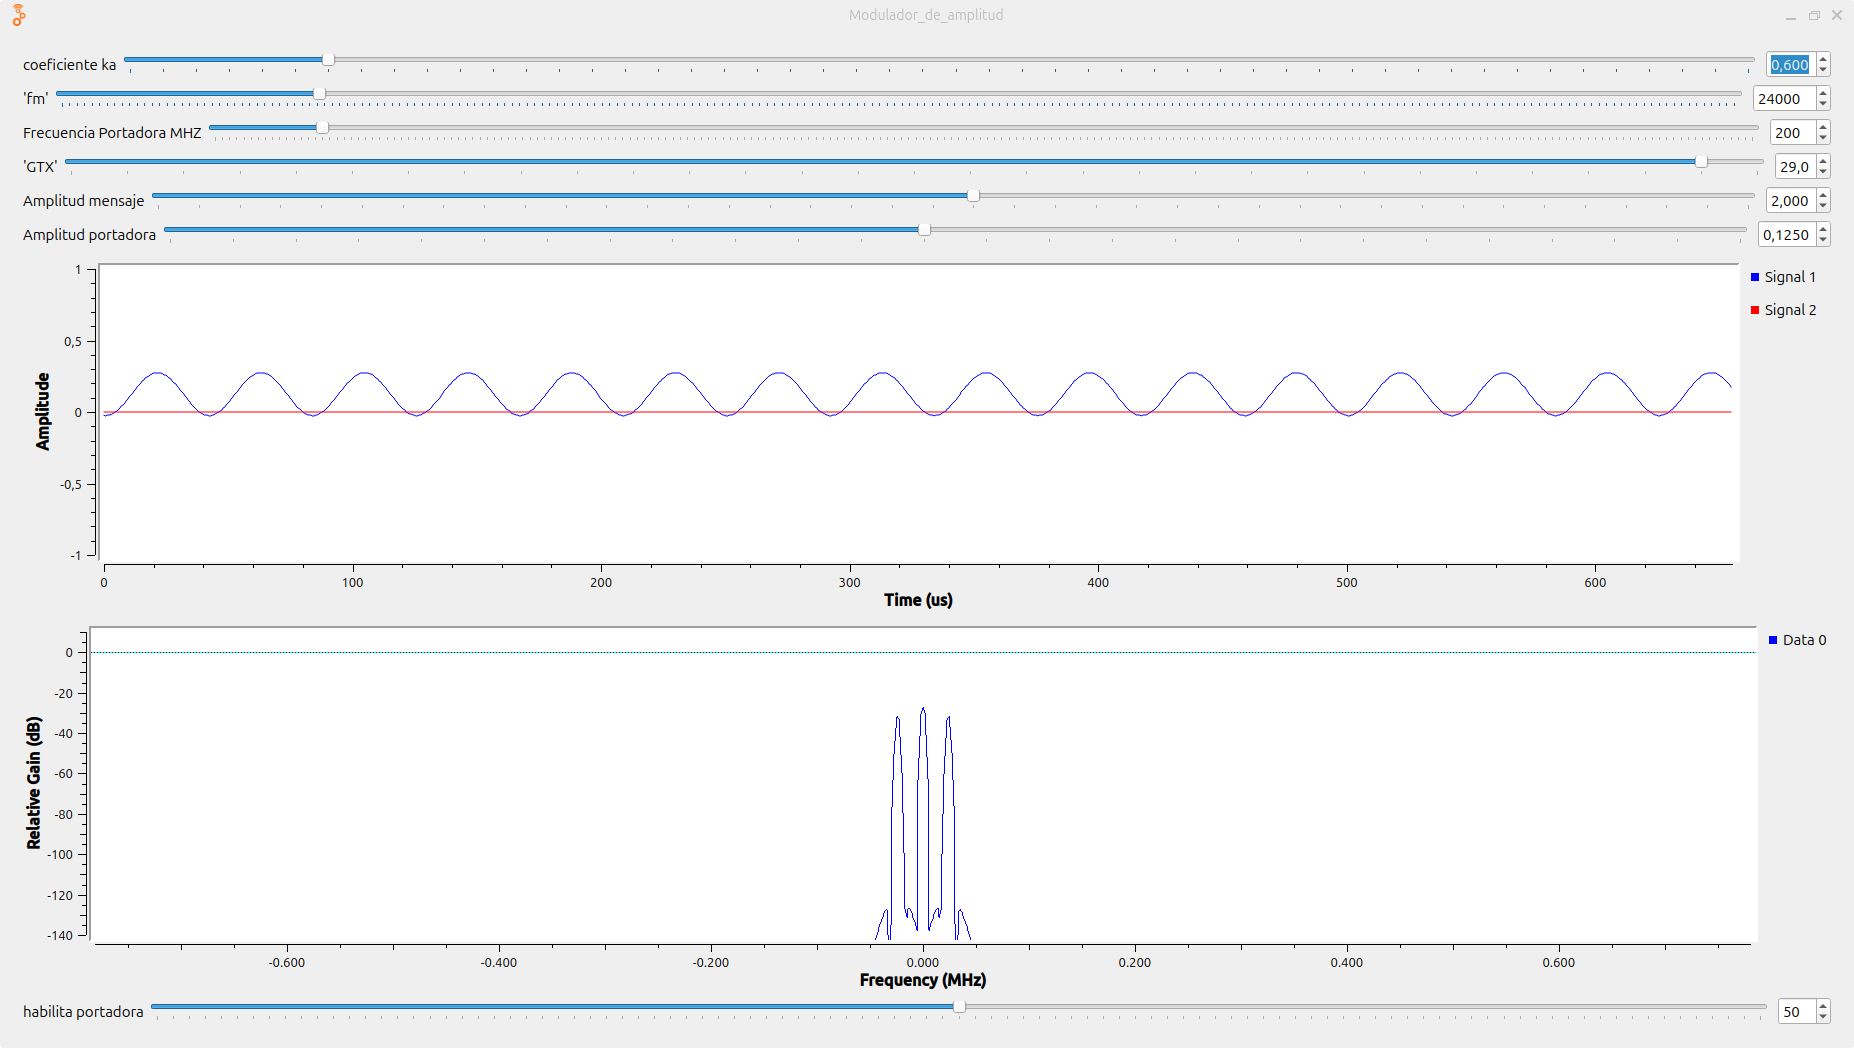 Modulador_de_amplitud
coeficiente ka 0,600
'fm' 24000
Frecuencia Portadora MHZ 200
'GTX' 29,0
Amplitud mensaje 2,000
Amplitud portadora 0,1250
Amplitude
1
0,5
0
-0,5
-1
Signal 1
Signal 2
0 100 200 300 400 500 600
Time (us)
Relative Gain (dB)
0
-20
-40
-60
-80
-100
-120
-140
Data 0
-0.600 -0.400 -0.200 0.000 0.200 0.400 0.600
Frequency (MHz)
habilita portadora 50